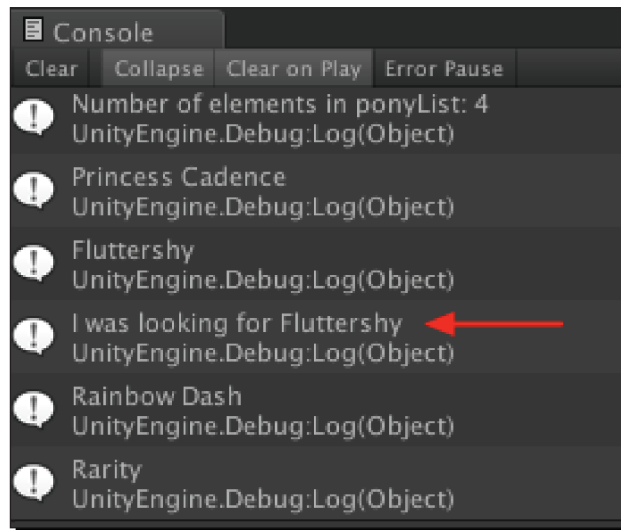 Console
Clear Collapse Clear on Play Error Pause
Number of elements in ponyList: 4
UnityEngine.Debug:Log(Object)
Princess Cadence
UnityEngine.Debug:Log(Object)
Fluttershy
UnityEngine.Debug:Log(Object)
I was looking for Fluttershy
UnityEngine.Debug:Log(Object)
Rainbow Dash
UnityEngine.Debug:Log(Object)
Rarity
UnityEngine.Debug:Log(Object)